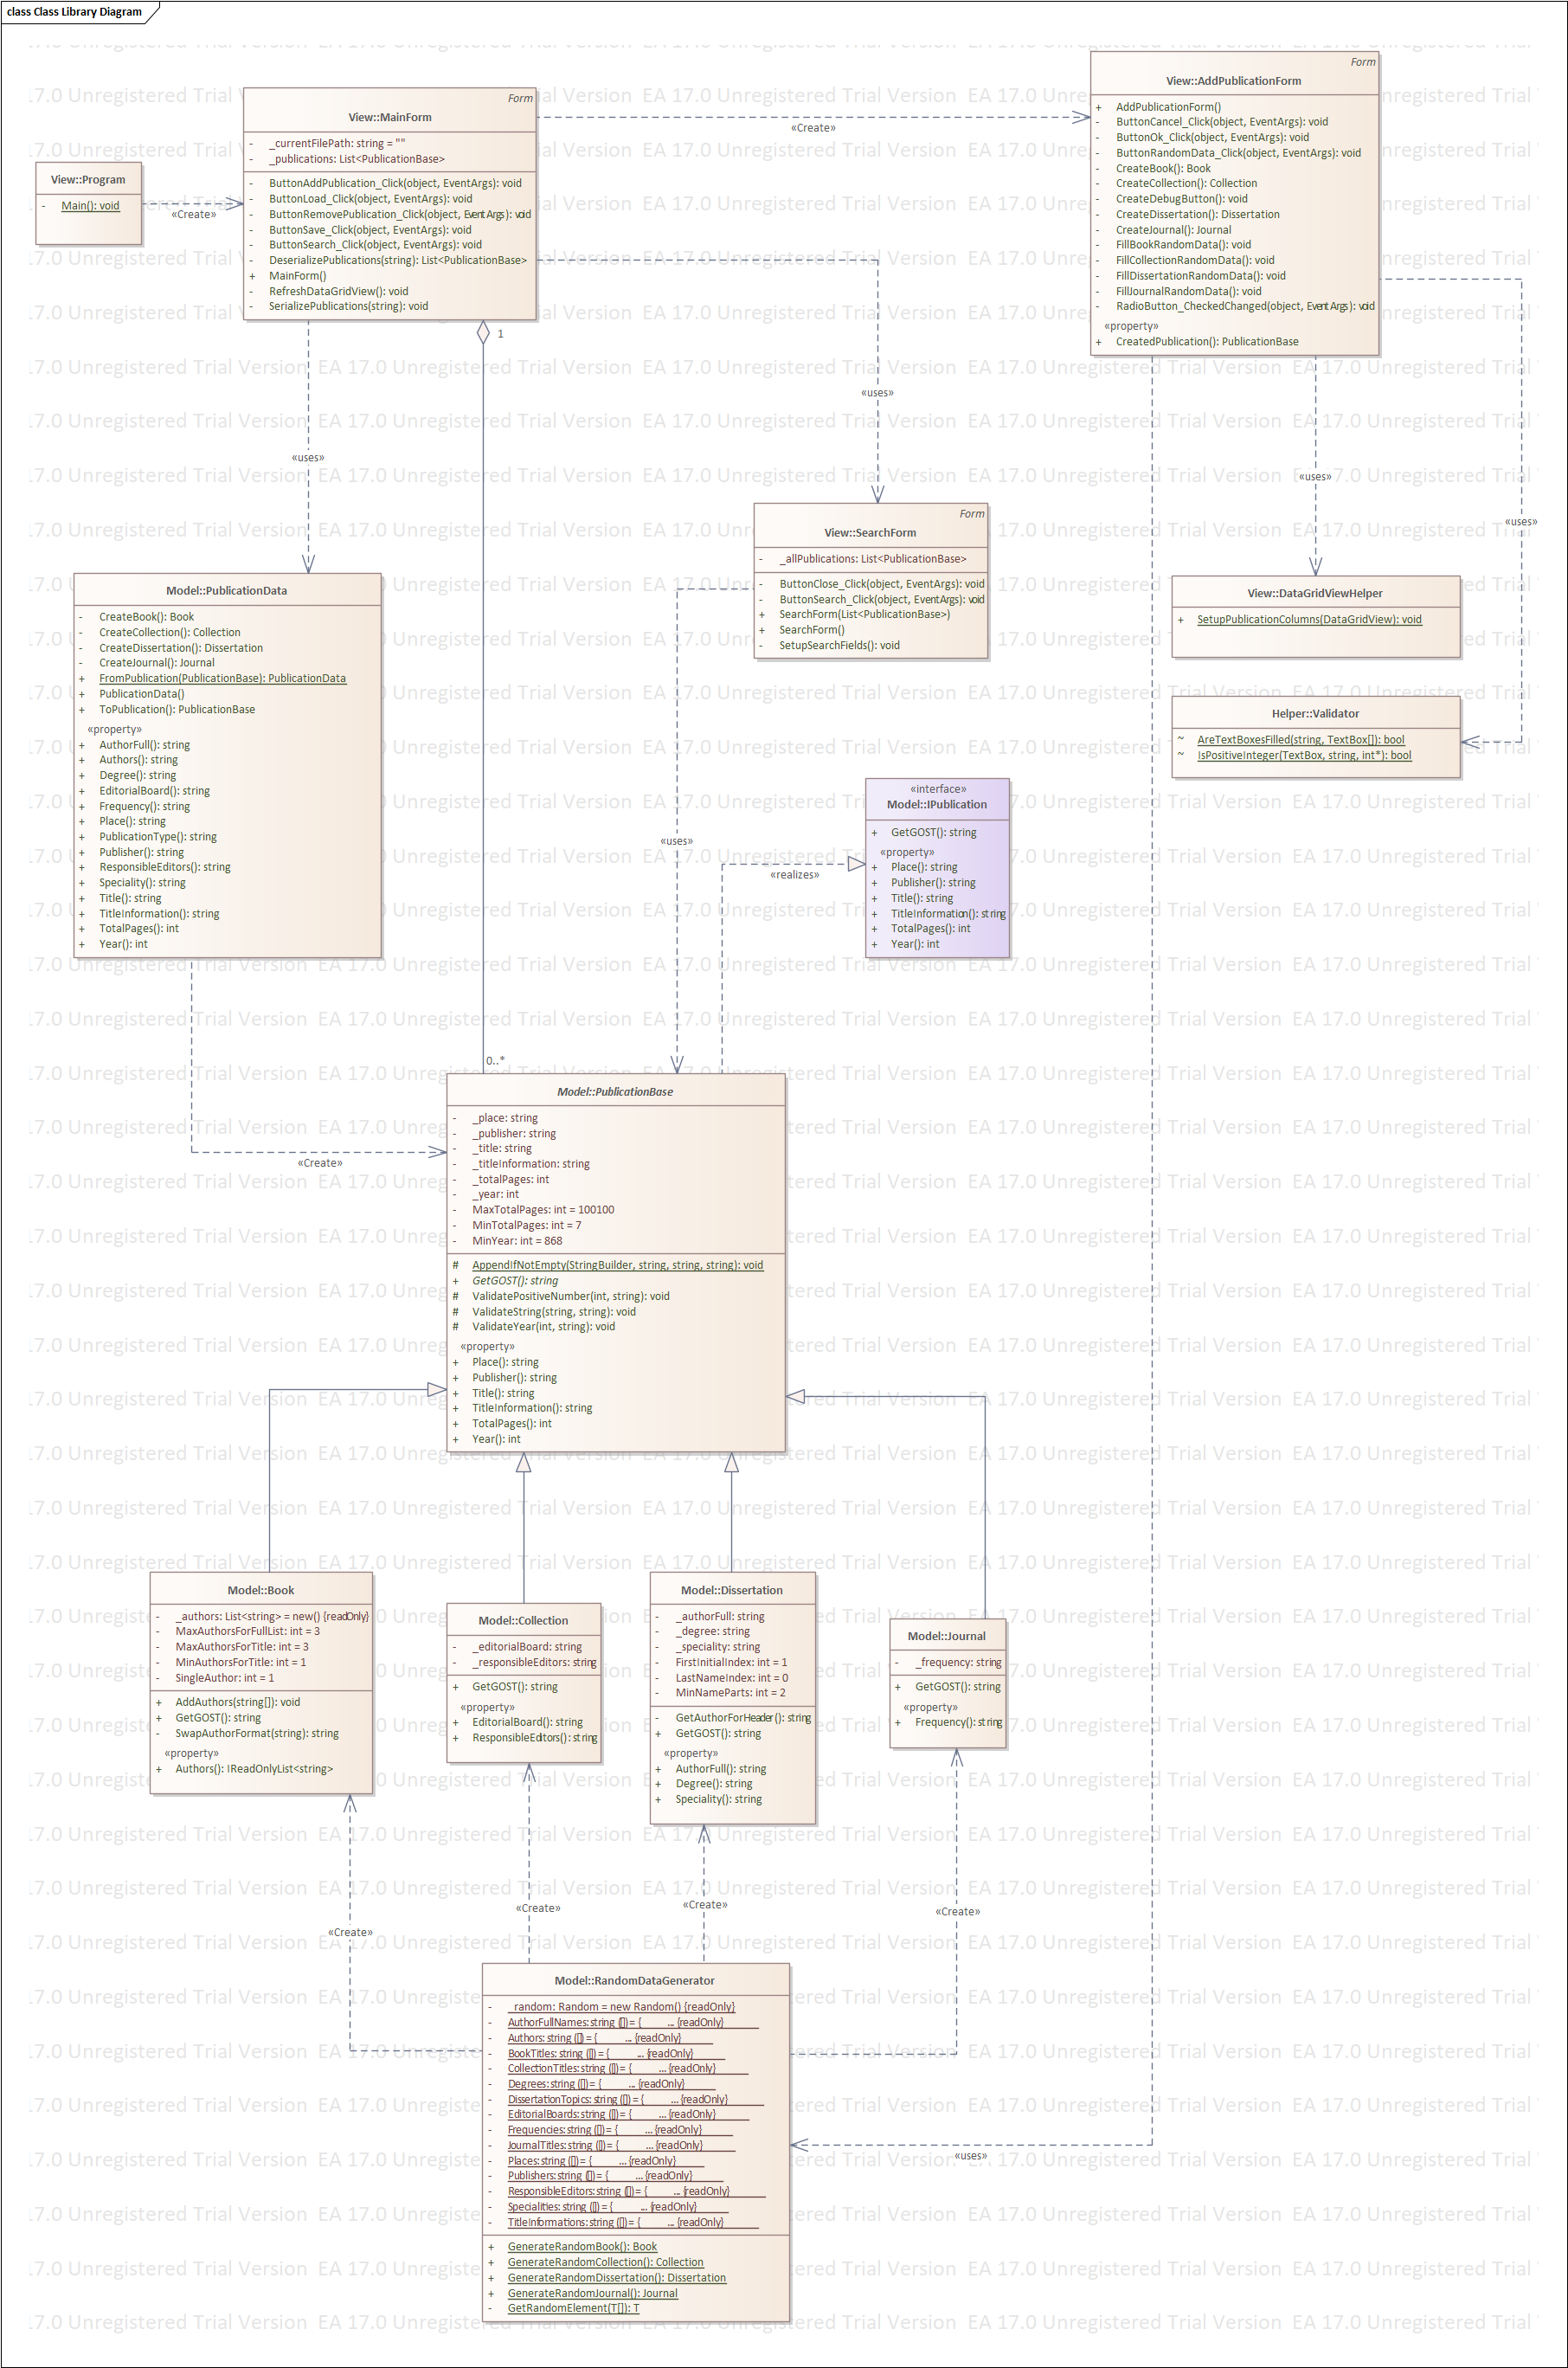 class Class Library Diagram
Form
View::MainForm
- _currentFilePath: string = ""
- _publications: List<PublicationBase>
- ButtonAddPublication_Click(object, EventArgs): void
- ButtonLoad_Click(object, EventArgs): void
- ButtonRemovePublication_Click(object, EventArgs): void
- ButtonSave_Click(object, EventArgs): void
- ButtonSearch_Click(object, EventArgs): void
- DeserializePublications(string): List<PublicationBase>
+ MainForm()
- RefreshDataGridView(): void
- SerializePublications(string): void
«Create»
Form
View::AddPublicationForm
+ AddPublicationForm()
- ButtonCancel_Click(object, EventArgs): void
- ButtonOk_Click(object, EventArgs): void
- ButtonRandomData_Click(object, EventArgs): void
- CreateBook(): Book
- CreateCollection(): Collection
- CreateDebugButton(): void
- CreateDissertation(): Dissertation
- CreateJournal(): Journal
- FillBookRandomData(): void
- FillCollectionRandomData(): void
- FillDissertationRandomData(): void
- FillJournalRandomData(): void
- RadioButton_CheckedChanged(object, EventArgs): void
«property»
+ CreatedPublication(): PublicationBase
View::Program
- Main(): void
«Create»
1
«uses»
«uses»
«uses»
«uses»
Form
View::SearchForm
- _allPublications: List<PublicationBase>
- ButtonClose_Click(object, EventArgs): void
- ButtonSearch_Click(object, EventArgs): void
+ SearchForm(List<PublicationBase>)
+ SearchForm()
- SetupSearchFields(): void
Model::PublicationData
- CreateBook(): Book
- CreateCollection(): Collection
- CreateDissertation(): Dissertation
- CreateJournal(): Journal
+ FromPublication(PublicationBase): PublicationData
+ PublicationData()
+ ToPublication(): PublicationBase
«property»
+ AuthorFull(): string
+ Authors(): string
+ Degree(): string
+ EditorialBoard(): string
+ Frequency(): string
+ Place(): string
+ PublicationType(): string
+ Publisher(): string
+ ResponsibleEditors(): string
+ Speciality(): string
+ Title(): string
+ TitleInformation(): string
+ TotalPages(): int
+ Year(): int
View::DataGridViewHelper
+ SetupPublicationColumns(DataGridView): void
Helper::Validator
~ AreTextBoxesFilled(string, TextBox[]): bool
~ IsPositiveInteger(TextBox, string, int*): bool
«interface»
Model::IPublication
+ GetGOST(): string
«property»
+ Place(): string
+ Publisher(): string
+ Title(): string
+ TitleInformation(): string
+ TotalPages(): int
+ Year(): int
«uses»
«realizes»
0..*
«Create»
Model::PublicationBase
- _place: string
- _publisher: string
- _title: string
- _titleInformation: string
- _totalPages: int
- _year: int
- MaxTotalPages: int = 100100
- MinTotalPages: int = 7
- MinYear: int = 868
# AppendIfNotEmpty(StringBuilder, string, string, string): void
+ GetGOST(): string
# ValidatePositiveNumber(int, string): void
# ValidateString(string, string): void
# ValidateYear(int, string): void
«property»
+ Place(): string
+ Publisher(): string
+ Title(): string
+ TitleInformation(): string
+ TotalPages(): int
+ Year(): int
Model::Book
- _authors: List<string> = new() {readOnly}
- MaxAuthorsForFullList: int = 3
- MaxAuthorsForTitle: int = 3
- MinAuthorsForTitle: int = 1
- SingleAuthor: int = 1
+ AddAuthors(string[]): void
+ GetGOST(): string
- SwapAuthorFormat(string): string
«property»
+ Authors(): IReadOnlyList<string>
Model::Collection
- _editorialBoard: string
- _responsibleEditors: string
+ GetGOST(): string
«property»
+ EditorialBoard(): string
+ ResponsibleEditors(): string
Model::Dissertation
- _authorFull: string
- _degree: string
- _speciality: string
- FirstInitialIndex: int = 1
- LastNameIndex: int = 0
- MinNameParts: int = 2
- GetAuthorForHeader(): string
+ GetGOST(): string
«property»
+ AuthorFull(): string
+ Degree(): string
+ Speciality(): string
Model::Journal
- _frequency: string
+ GetGOST(): string
«property»
+ Frequency(): string
«Create»
«Create»
«Create»
«Create»
Model::RandomDataGenerator
- _random: Random = new Random() {readOnly}
- AuthorFullNames: string ([]) = { ... {readOnly}
- Authors: string ([]) = { ... {readOnly}
- BookTitles: string ([]) = { ... {readOnly}
- CollectionTitles: string ([]) = { ... {readOnly}
- Degrees: string ([]) = { ... {readOnly}
- DissertationTopics: string ([]) = { ... {readOnly}
- EditorialBoards: string ([]) = { ... {readOnly}
- Frequencies: string ([]) = { ... {readOnly}
- JournalTitles: string ([]) = { ... {readOnly}
- Places: string ([]) = { ... {readOnly}
- Publishers: string ([]) = { ... {readOnly}
- ResponsibleEditors: string ([]) = { ... {readOnly}
- Specialities: string ([]) = { ... {readOnly}
- TitleInformations: string ([]) = { ... {readOnly}
+ GenerateRandomBook(): Book
+ GenerateRandomCollection(): Collection
+ GenerateRandomDissertation(): Dissertation
+ GenerateRandomJournal(): Journal
- GetRandomElement(T[]): T
«uses»